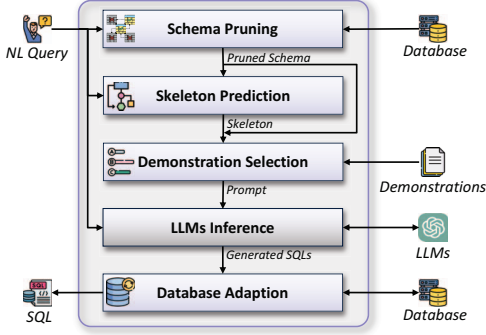 NL Query
Schema Pruning
Database
Pruned Schema
Skeleton Prediction
Skeleton
Demonstration Selection
Demonstrations
Prompt
LLMs Inference
LLMs
Generated SQLs
Database Adaption
SQL
SQL
Database